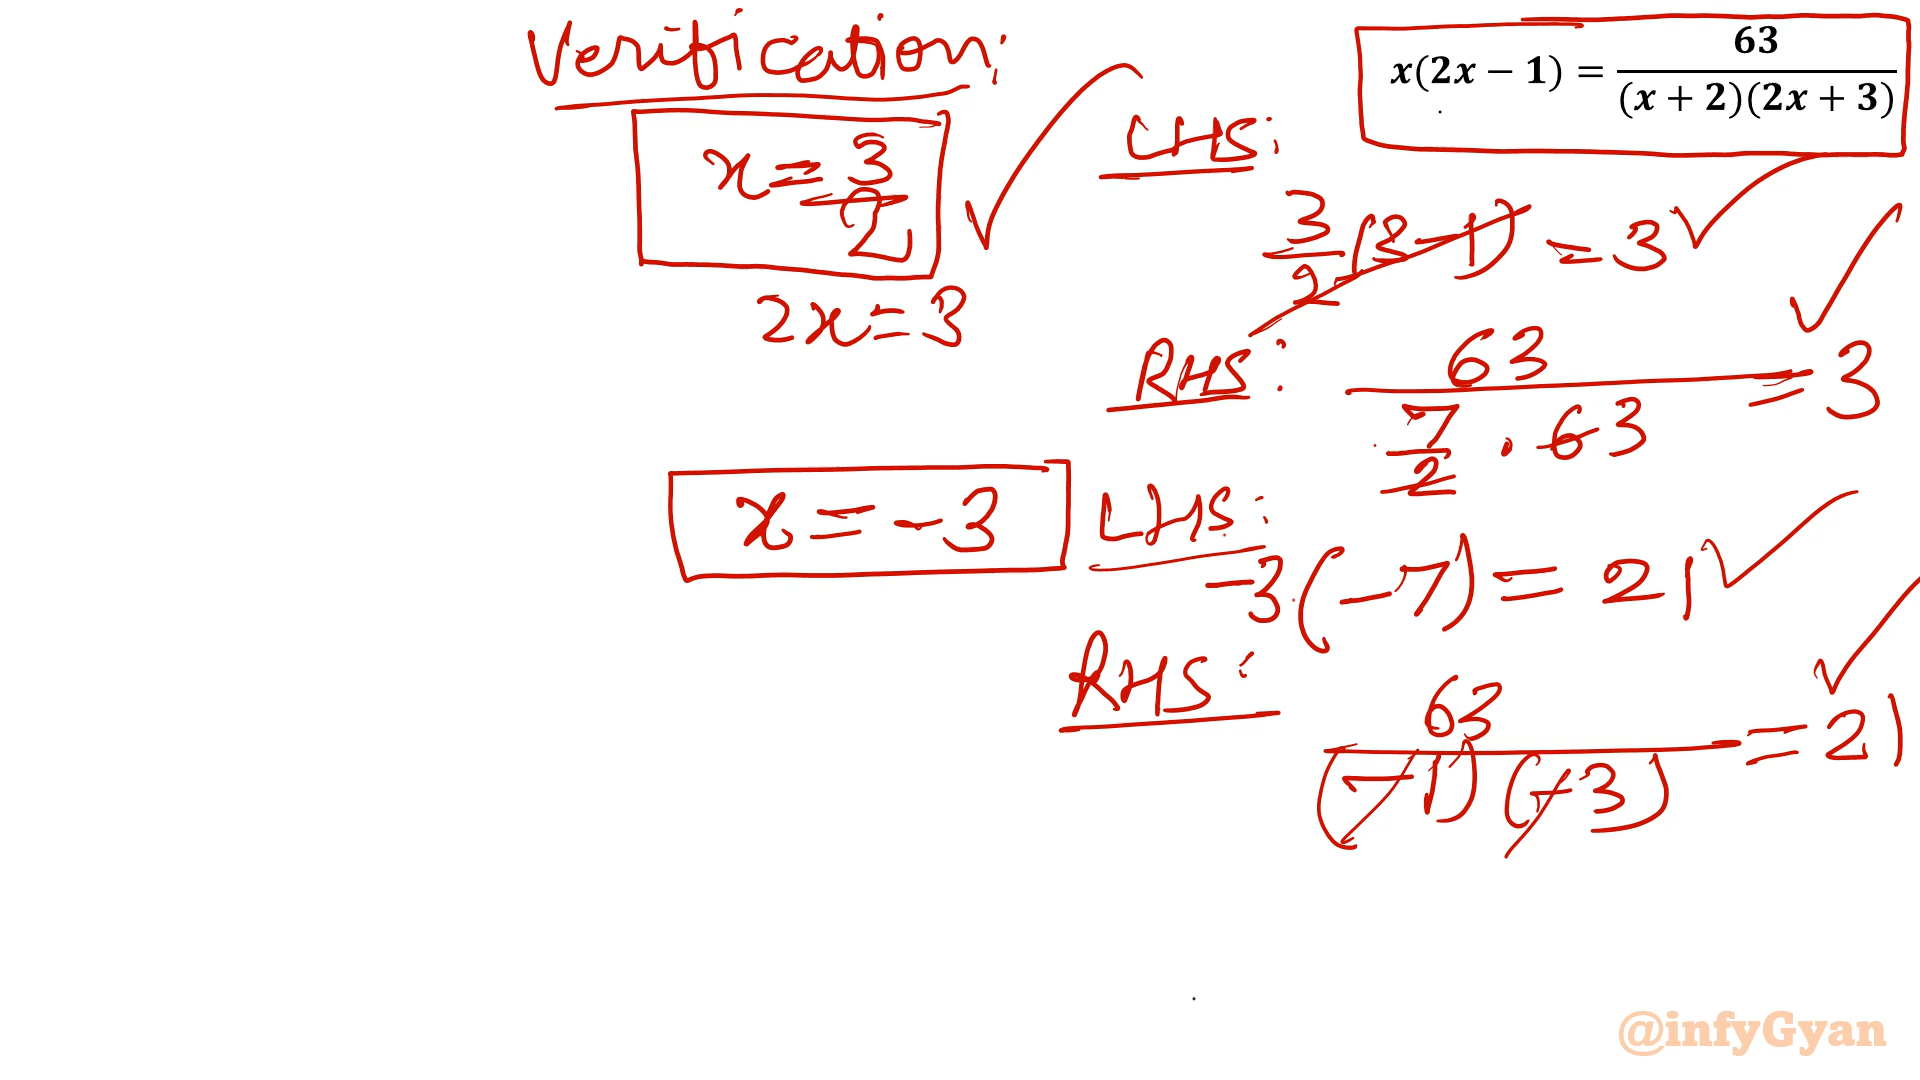 Verification:
x(2x − 1) = 63/((x + 2)(2x + 3))
x = 3/2
2x = 3
LHS:
3/2 (3 − 1) = 3
RHS:
63/(7/2 · 63) = 3
x = −3
LHS:
−3(−7) = 21
RHS:
63/((−1)(−3)) = 21
@infyGyan